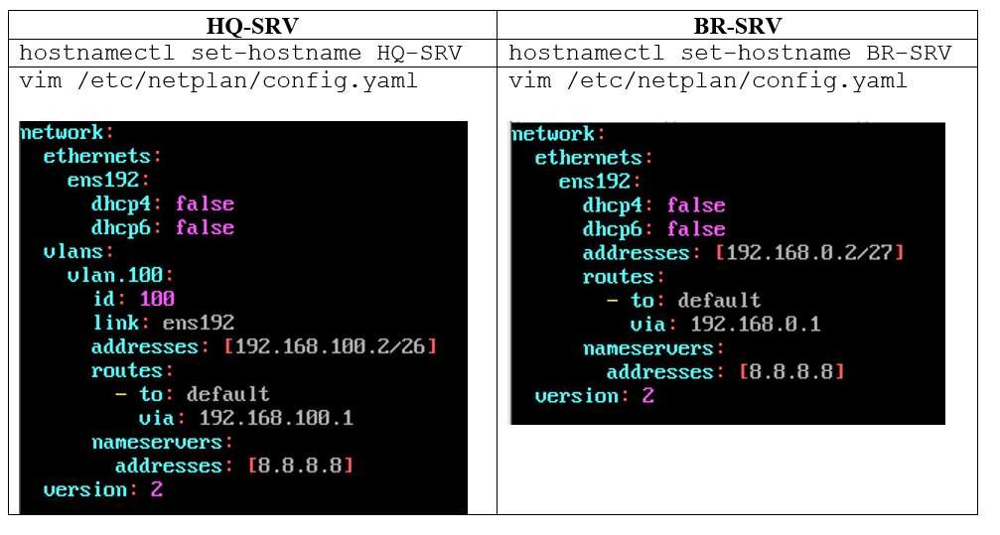 HQ-SRV
BR-SRV
hostnamectl set-hostname HQ-SRV
hostnamectl set-hostname BR-SRV
vim /etc/netplan/config.yaml
vim /etc/netplan/config.yaml
network:
  ethernets:
    ens192:
      dhcp4: false
      dhcp6: false
  vlans:
    vlan.100:
      id: 100
      link: ens192
      addresses: [192.168.100.2/26]
      routes:
        - to: default
          via: 192.168.100.1
      nameservers:
        addresses: [8.8.8.8]
  version: 2
network:
  ethernets:
    ens192:
      dhcp4: false
      dhcp6: false
      addresses: [192.168.0.2/27]
      routes:
        - to: default
          via: 192.168.0.1
      nameservers:
        addresses: [8.8.8.8]
  version: 2